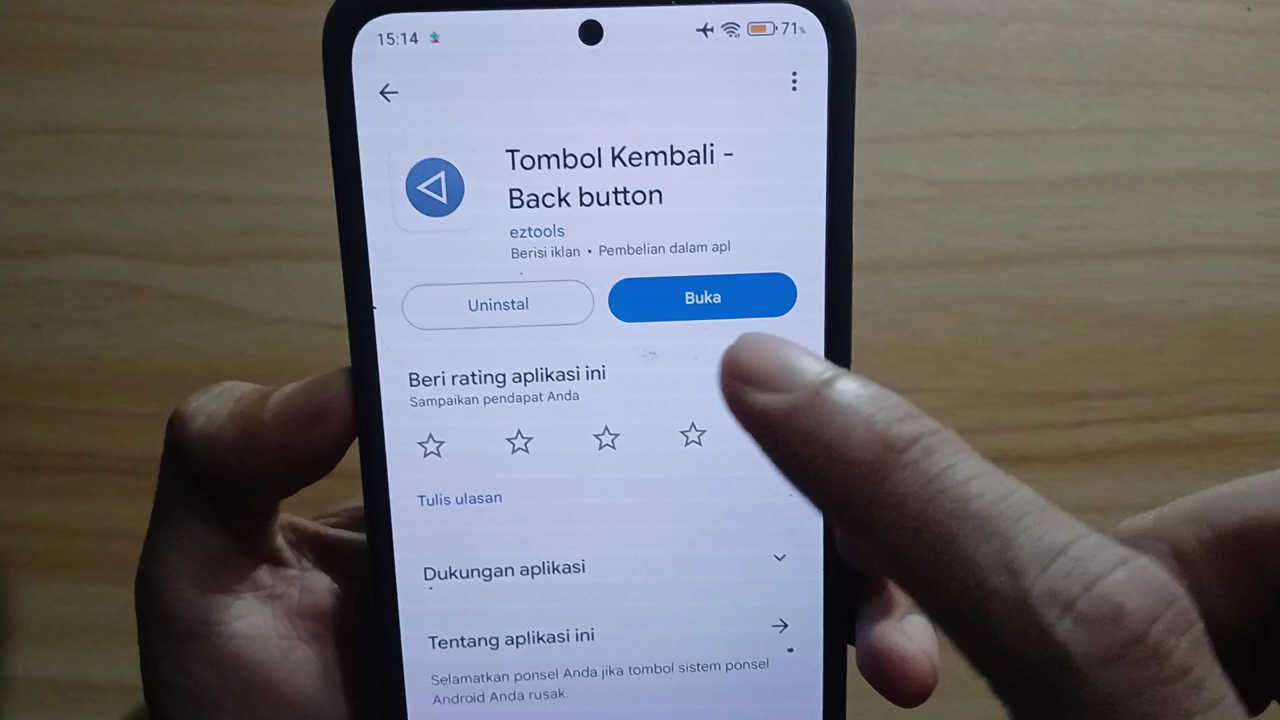 15:14 71%
Tombol Kembali -
Back button
eztools
Berisi iklan • Pembelian dalam apl
Uninstal Buka
Beri rating aplikasi ini
Sampaikan pendapat Anda
Tulis ulasan
Dukungan aplikasi
Tentang aplikasi ini
Selamatkan ponsel Anda jika tombol sistem ponsel
Android Anda rusak.